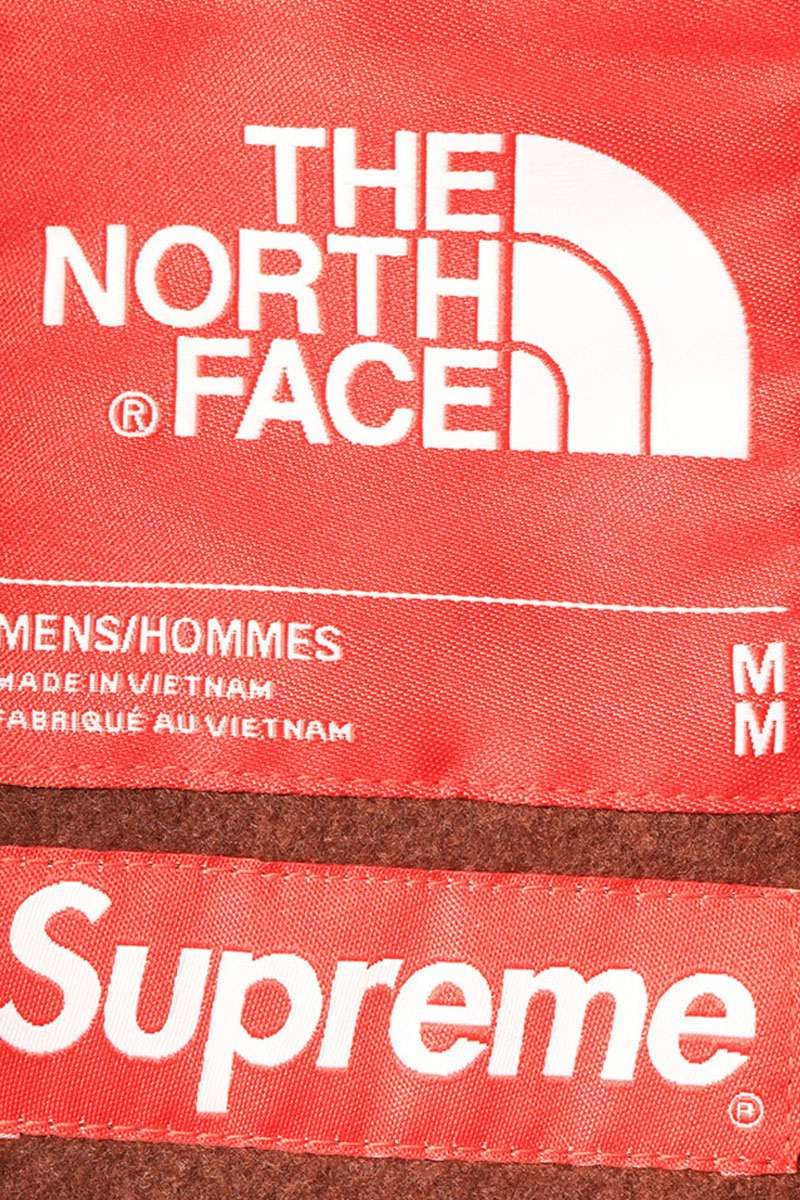 THE
NORTH
® FACE
MENS/HOMMES M
MADE IN VIETNAM
FABRIQUÉ AU VIETNAM M
Supreme
®